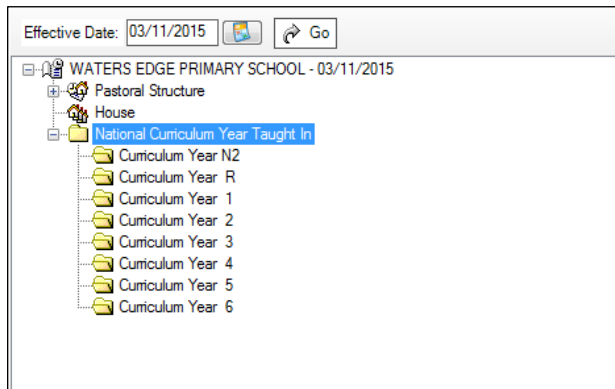 Effective Date: 03/11/2015 Go
WATERS EDGE PRIMARY SCHOOL - 03/11/2015
Pastoral Structure
House
National Curriculum Year Taught In
Curriculum Year N2
Curriculum Year R
Curriculum Year 1
Curriculum Year 2
Curriculum Year 3
Curriculum Year 4
Curriculum Year 5
Curriculum Year 6